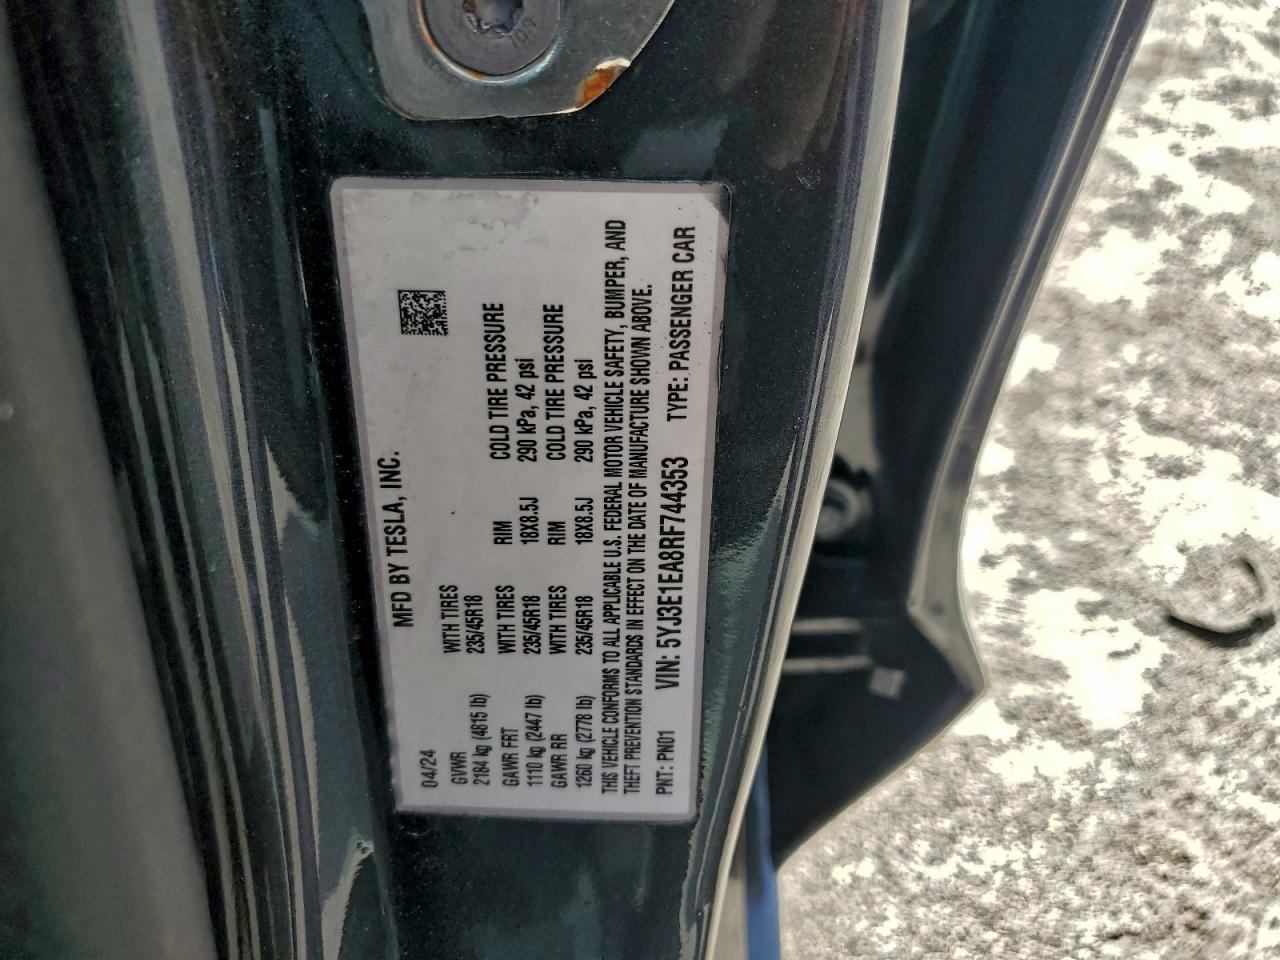 MFD BY TESLA, INC.
04/24
GVWR WITH TIRES
2184 kg (4815 lb) 235/45R18
GAWR FRT WITH TIRES RIM COLD TIRE PRESSURE
1110 kg (2447 lb) 235/45R18 18X8.5J 290 kPa, 42 psi
GAWR RR WITH TIRES RIM COLD TIRE PRESSURE
1260 kg (2778 lb) 235/45R18 18X8.5J 290 kPa, 42 psi
THIS VEHICLE CONFORMS TO ALL APPLICABLE U.S. FEDERAL MOTOR VEHICLE SAFETY, BUMPER, AND
THEFT PREVENTION STANDARDS IN EFFECT ON THE DATE OF MANUFACTURE SHOWN ABOVE.
PNT: PN01 VIN: 5YJ3E1EA8RF744353 TYPE: PASSENGER CAR